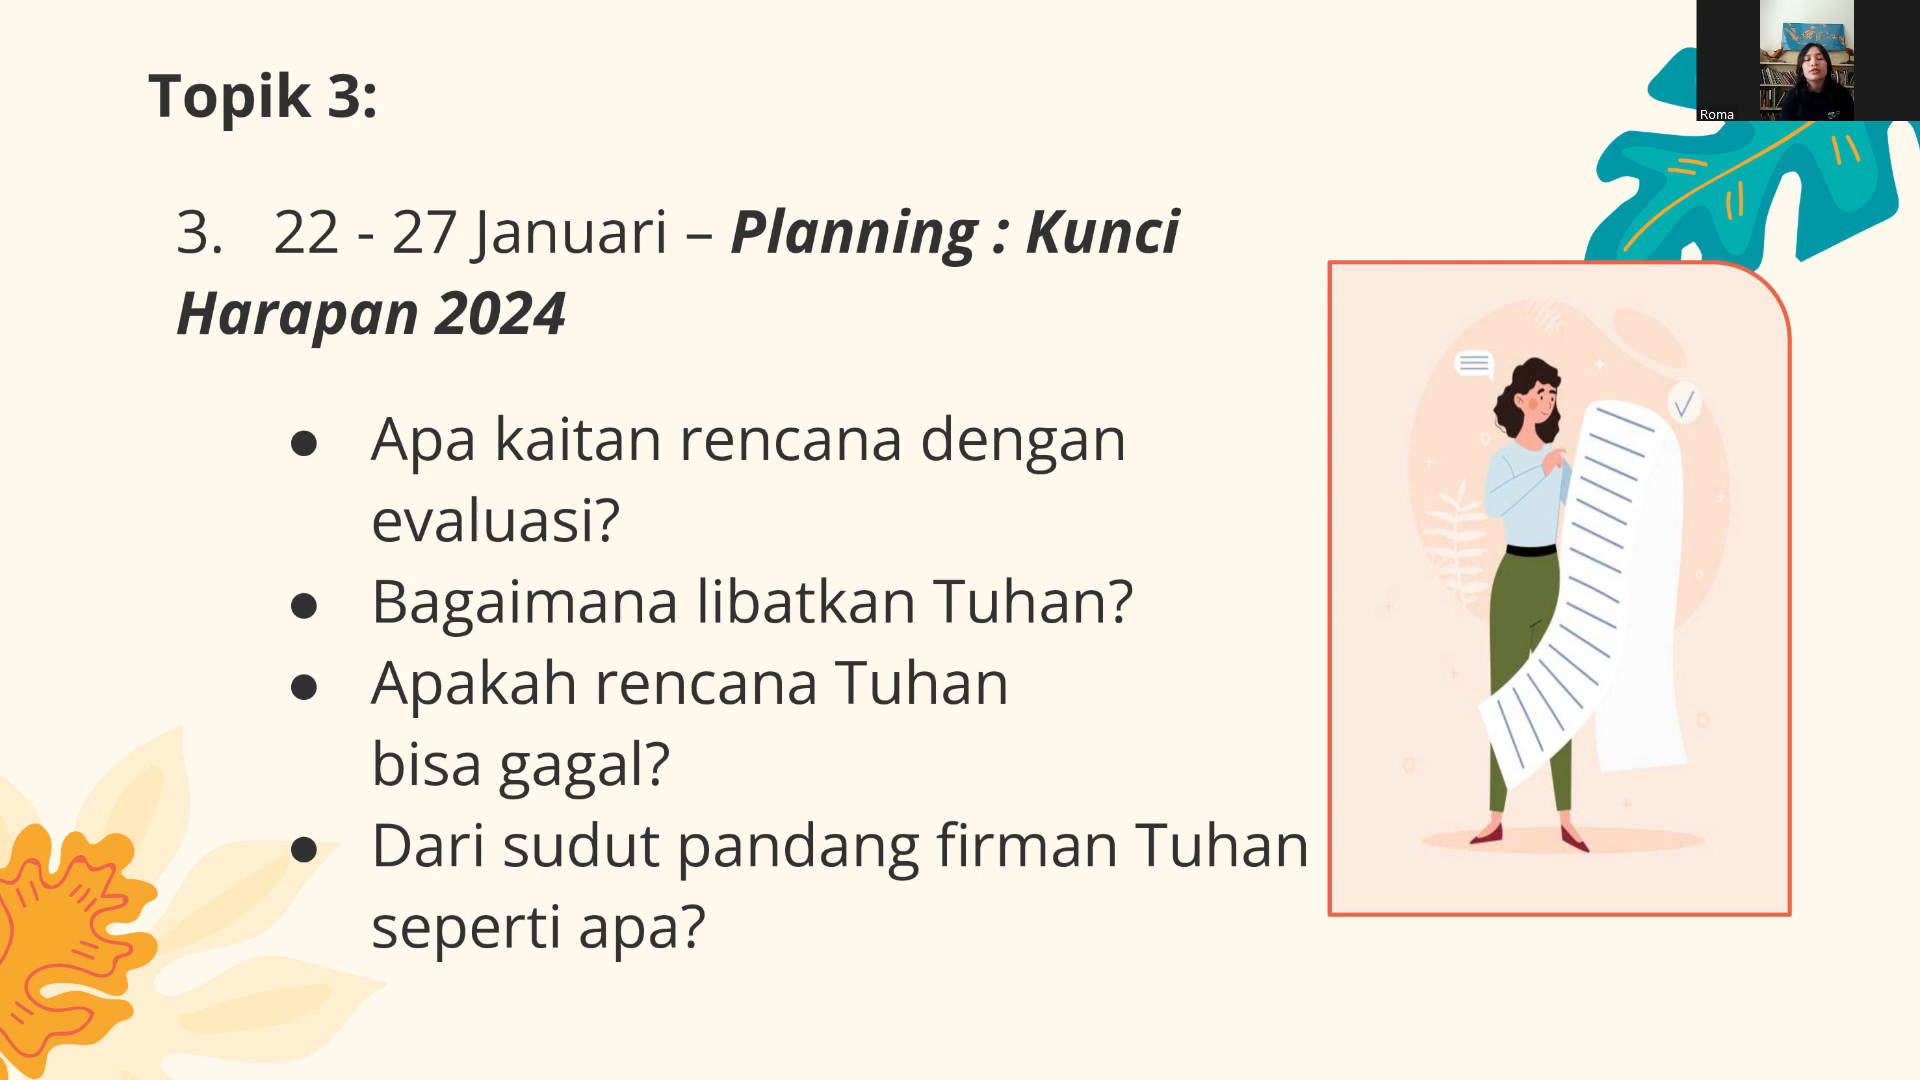 Topik 3:
3. 22 - 27 Januari – Planning : Kunci
Harapan 2024
● Apa kaitan rencana dengan
evaluasi?
● Bagaimana libatkan Tuhan?
● Apakah rencana Tuhan
bisa gagal?
● Dari sudut pandang firman Tuhan
seperti apa?
Roma